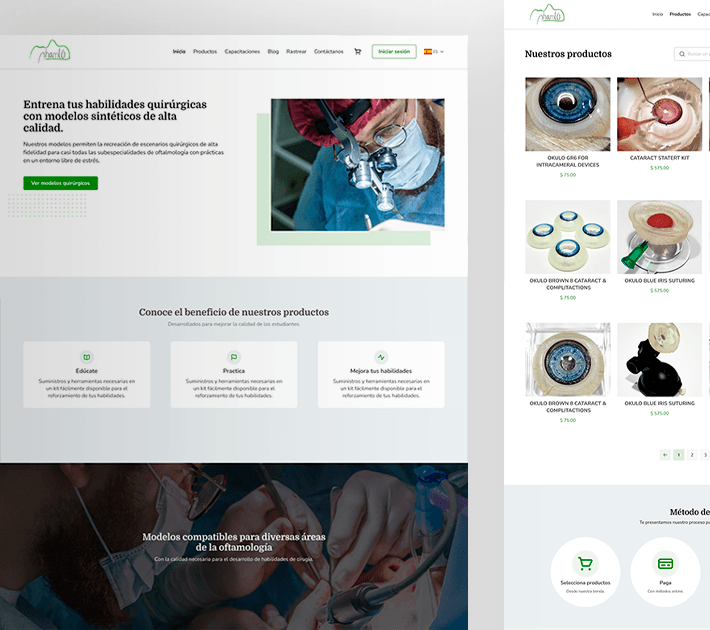 Inicio Productos Capacitaciones Blog Rastrear Contáctanos Iniciar sesión ES
Entrena tus habilidades quirúrgicas
con modelos sintéticos de alta
calidad.
Nuestros modelos permiten la recreación de escenarios quirúrgicos de alta
fidelidad para casi todas las subespecialidades de oftalmología con prácticas
en un entorno libre de estrés.
Ver modelos quirúrgicos
Conoce el beneficio de nuestros productos
Desarrollados para mejorar la calidad de los estudiantes.
Edúcate
Suministros y herramientas necesarias en
un kit fácilmente disponible para el
reforzamiento de tus habilidades.
Practica
Suministros y herramientas necesarias en
un kit fácilmente disponible para el
reforzamiento de tus habilidades.
Mejora tus habilidades
Suministros y herramientas necesarias en
un kit fácilmente disponible para el
reforzamiento de tus habilidades.
Modelos compatibles para diversas áreas
de la oftamología
Con la calidad necesaria para el desarrollo de habilidades de cirugía.
Inicio Productos Capac
Nuestros productos
Buscar un
OKULO GR6 FOR
INTRACAMERAL DEVICES
$ 75.00
CATARACT STATERT KIT
$ 575.00
OKULO BROWN 8 CATARACT &
COMPLITACTIONS
$ 75.00
OKULO BLUE IRIS SUTURING
$ 575.00
OKULO BROWN 8 CATARACT &
COMPLITACTIONS
$ 75.00
OKULO BLUE IRIS SUTURING
$ 575.00
1 2 3
Método de
Te presentamos nuestro proceso pa
Selecciona productos
Desde nuestra tienda.
Paga
Con métodos online.